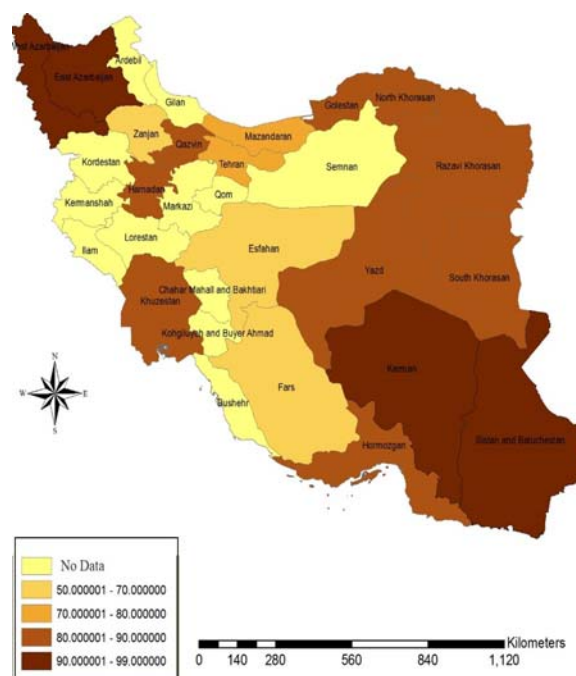 West Azarbaijan
East Azarbaijan
Ardebil
Gilan
Zanjan
Qazvin
Mazandaran
Golestan
North Khorasan
Kordestan
Tehran
Semnan
Razavi Khorasan
Hamadan
Kermanshah
Markazi
Qom
Ilam
Lorestan
Esfahan
Yazd
South Khorasan
Chahar Mahall and Bakhtiari
Khuzestan
Kohgiluyeh and Buyer Ahmad
Kerman
Bushehr
Fars
Sistan and Baluchestan
Hormozgan
N
W E
S
No Data
50.000001 - 70.000000
70.000001 - 80.000000
80.000001 - 90.000000
90.000001 - 99.000000
Kilometers
0 140 280 560 840 1,120